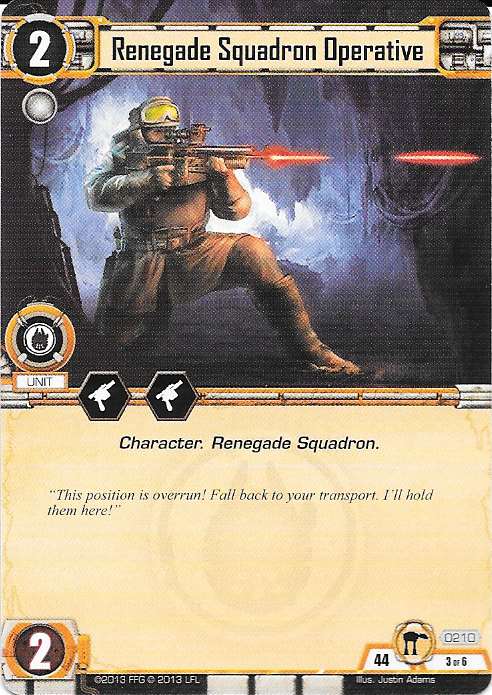 2
Renegade Squadron Operative
UNIT
Character. Renegade Squadron.
“This position is overrun! Fall back to your transport. I'll hold
them here!”
2
44
0210
3 OF 6
©2013 FFG © 2013 LFL
Illus. Justin Adams